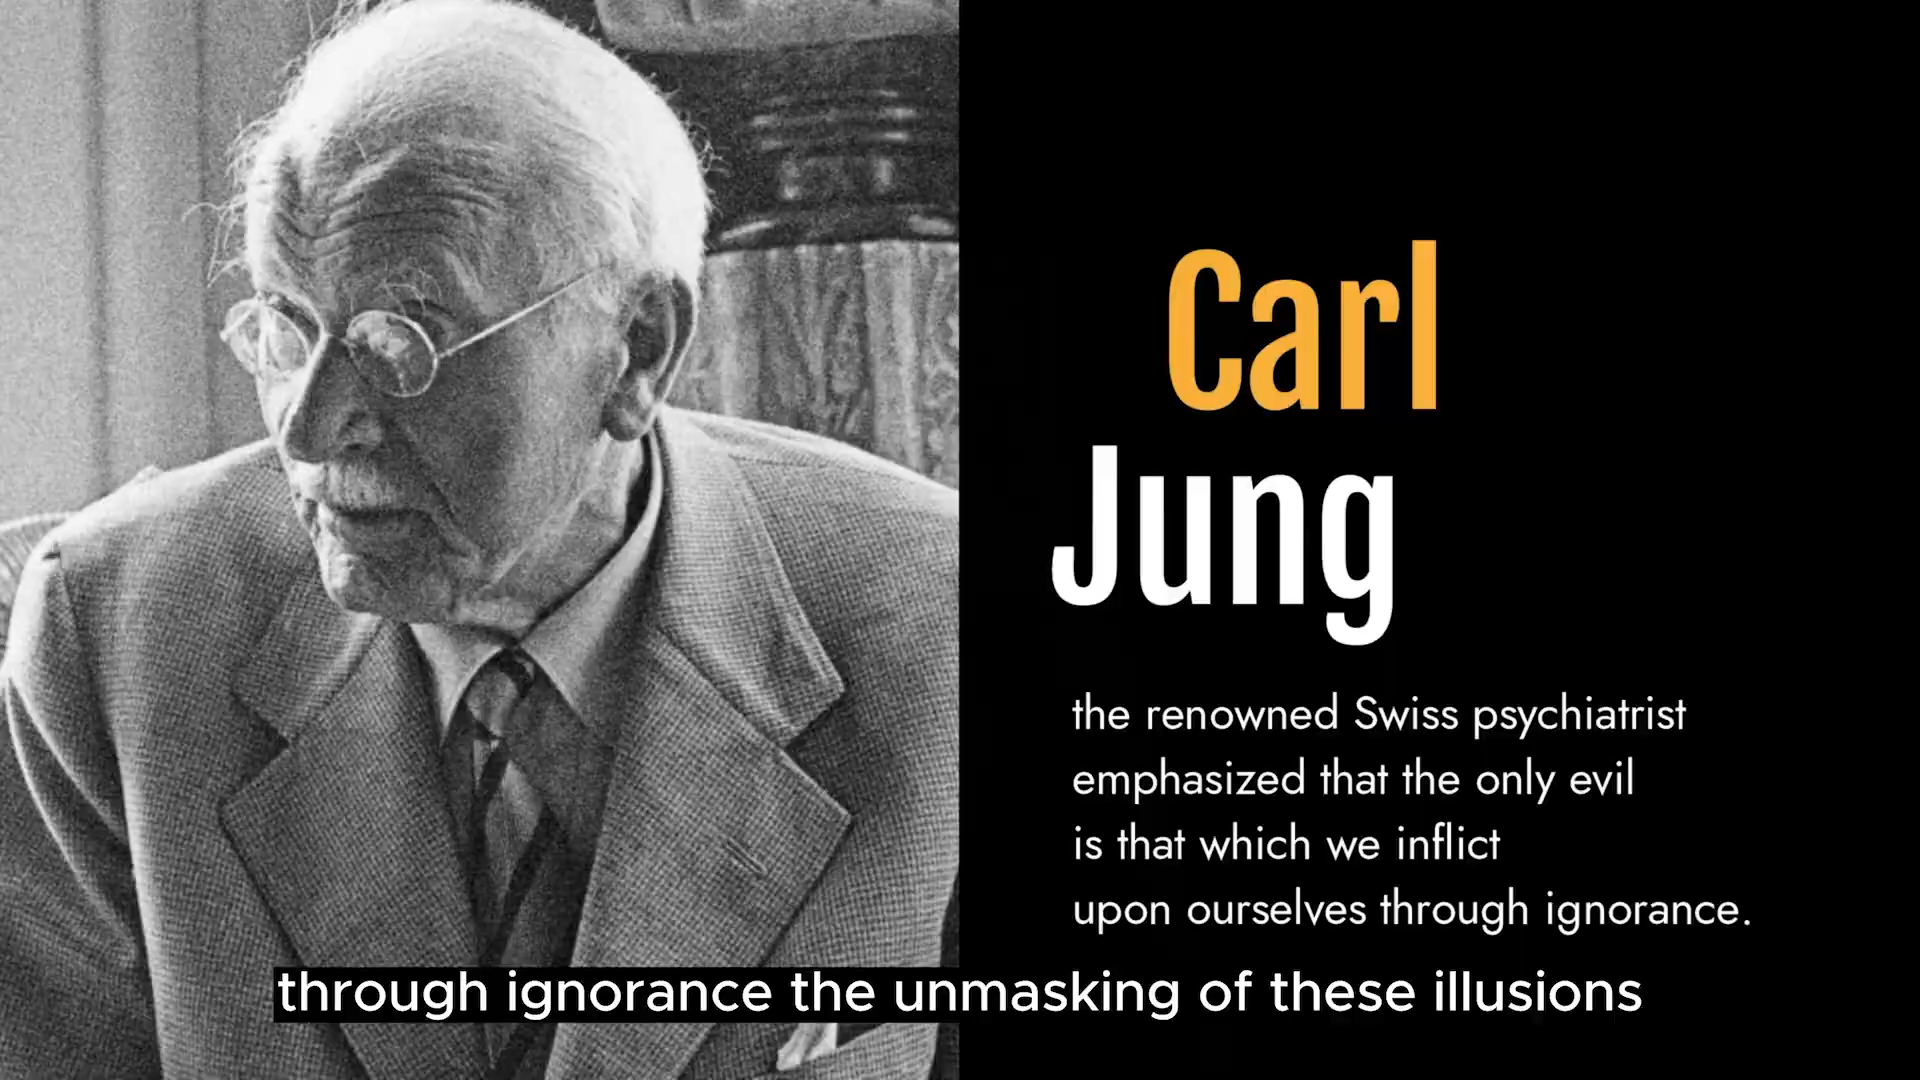 Carl
Jung
the renowned Swiss psychiatrist
emphasized that the only evil
is that which we inflict
upon ourselves through ignorance.
through ignorance the unmasking of these illusions